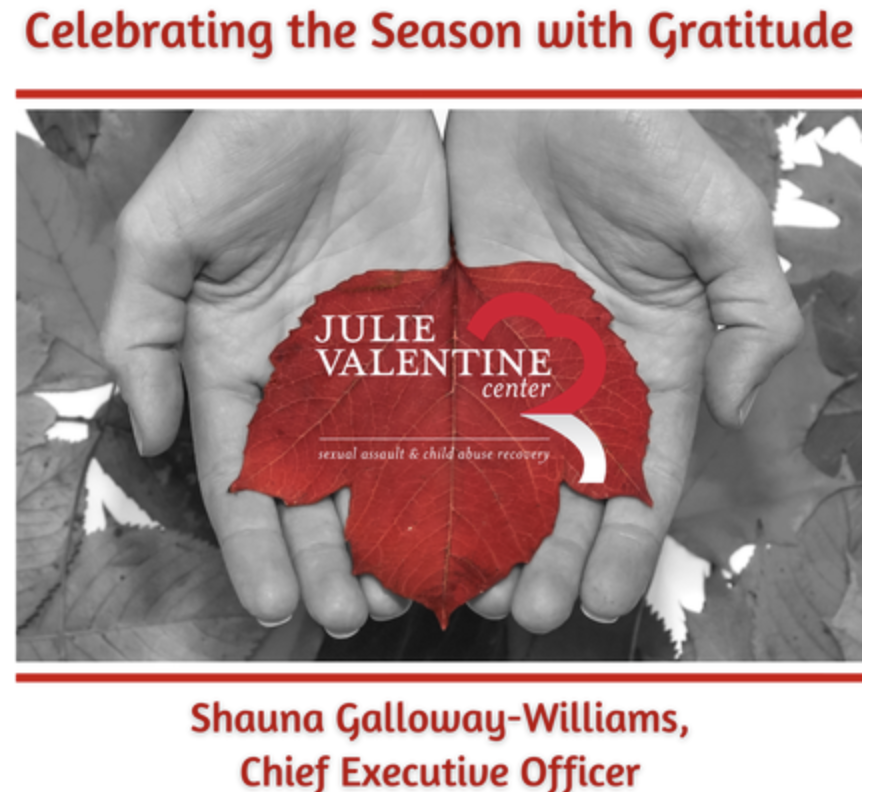 Celebrating the Season with Gratitude
JULIE
VALENTINE
center
sexual assault & child abuse recovery
Shauna Galloway-Williams,
Chief Executive Officer